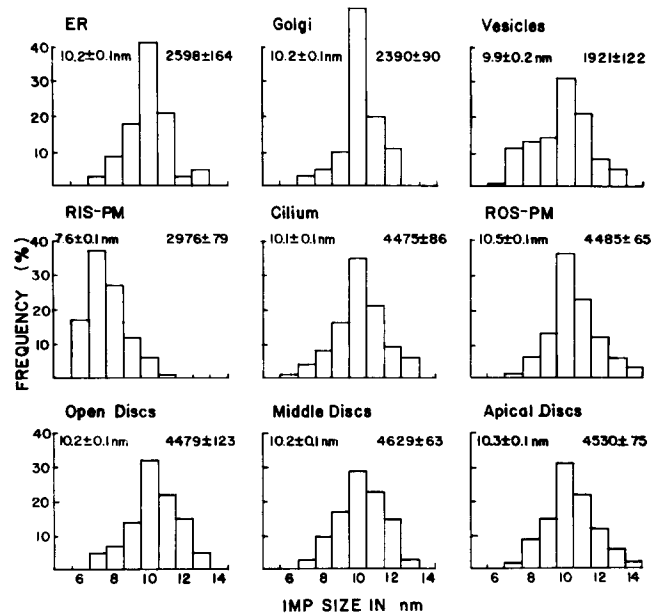 ER Golgi Vesicles
40 10.2±0.1nm 2598±164 10.2±0.1nm 2390±90 9.9±0.2nm 1921±122
30
20
10
RIS-PM Cilium ROS-PM
40 7.6±0.1nm 2976±79 10.1±0.1nm 4475±86 10.5±0.1nm 4485±65
30
20
10
FREQUENCY (%)
Open Discs Middle Discs Apical Discs
40 10.2±0.1nm 4479±123 10.2±0.1nm 4629±63 10.3±0.1nm 4530±75
30
20
10
6 8 10 12 14 6 8 10 12 14 6 8 10 12 14
IMP SIZE IN nm